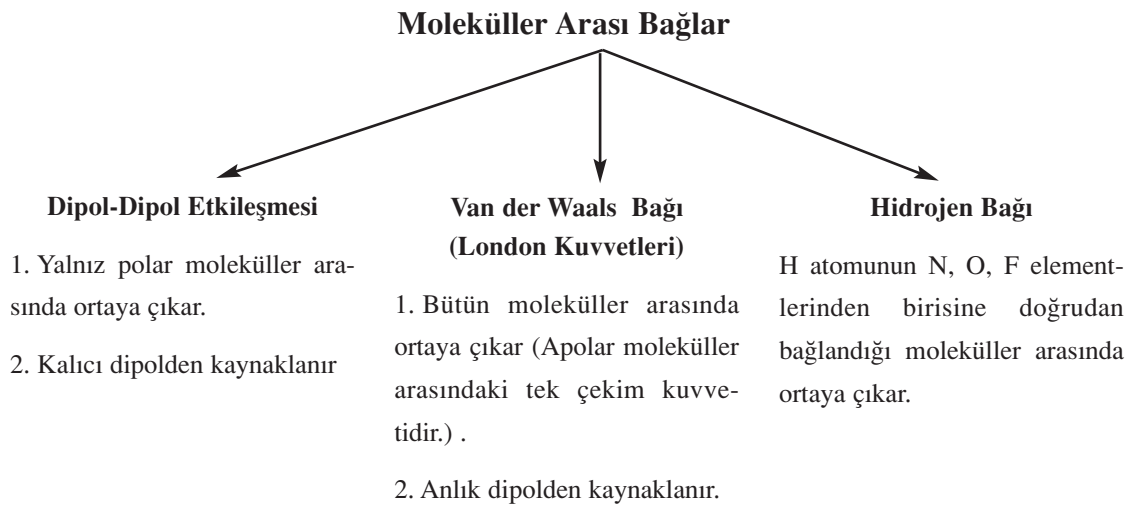 Moleküller Arası Bağlar
Dipol-Dipol Etkileşmesi
1. Yalnız polar moleküller ara-
sında ortaya çıkar.
2. Kalıcı dipolden kaynaklanır
Van der Waals Bağı
(London Kuvvetleri)
1. Bütün moleküller arasında
ortaya çıkar (Apolar moleküller
arasındaki tek çekim kuvve-
tidir.) .
2. Anlık dipolden kaynaklanır.
Hidrojen Bağı
H atomunun N, O, F element-
lerinden birisine doğrudan
bağlandığı moleküller arasında
ortaya çıkar.